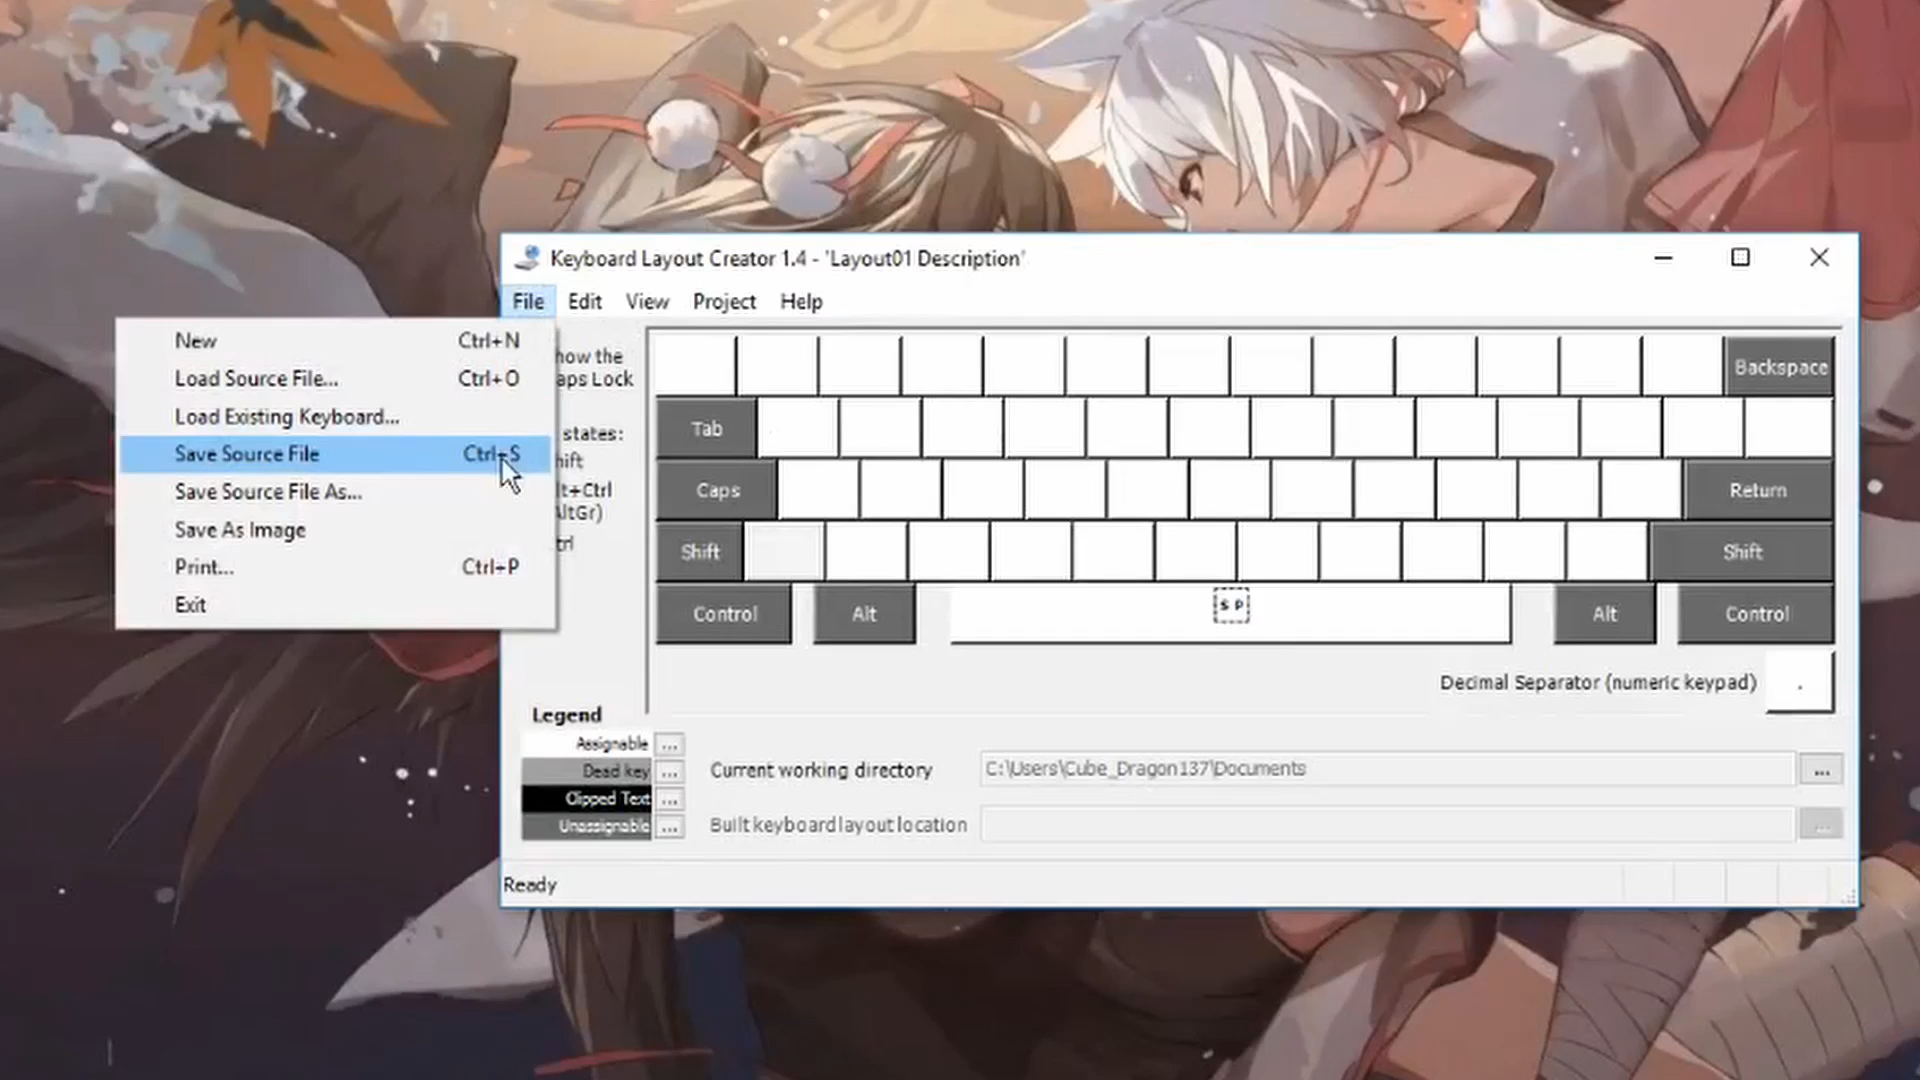 Keyboard Layout Creator 1.4 - 'Layout01 Description'
File Edit View Project Help
New Ctrl+N
Load Source File... Ctrl+O
Load Existing Keyboard...
Save Source File Ctrl+S
Save Source File As...
Save As Image
Print... Ctrl+P
Exit
how the
aps Lock
states:
hift
lt+Ctrl
AltGr)
trl
Backspace
Tab
Caps Return
Shift Shift
Control Alt SP Alt Control
Decimal Separator (numeric keypad) .
Legend
Assignable ...
Dead key ...
Clipped Text ...
Unassignable ...
Current working directory C:\Users\Cube_Dragon137\Documents ...
Built keyboard layout location ...
Ready